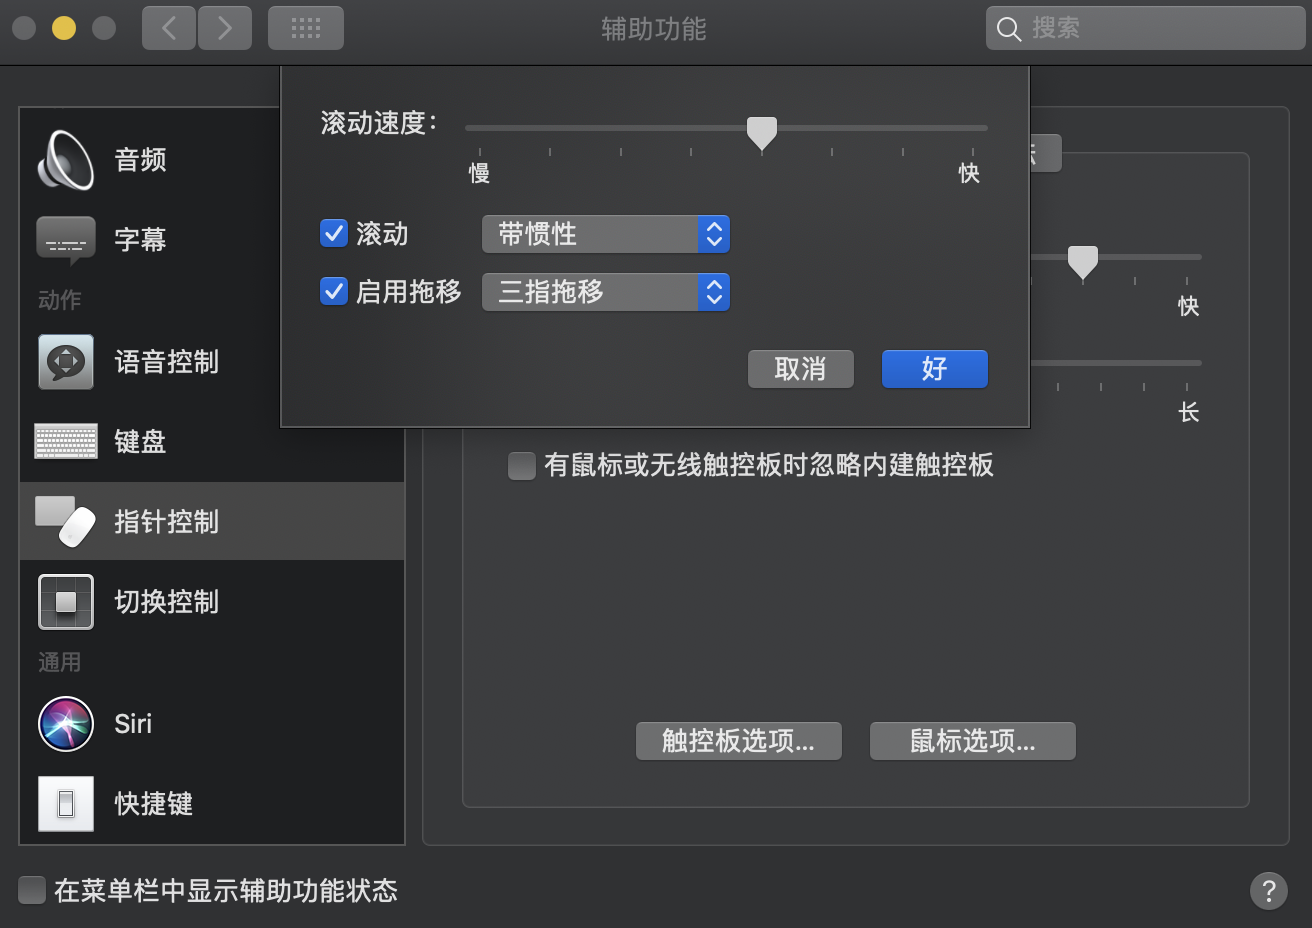 辅助功能
搜索
滚动速度：
慢
快
滚动
带惯性
启用拖移
三指拖移
取消
好
音频
字幕
动作
语音控制
键盘
指针控制
切换控制
通用
Siri
快捷键
快
长
有鼠标或无线触控板时忽略内建触控板
触控板选项...
鼠标选项...
在菜单栏中显示辅助功能状态
?